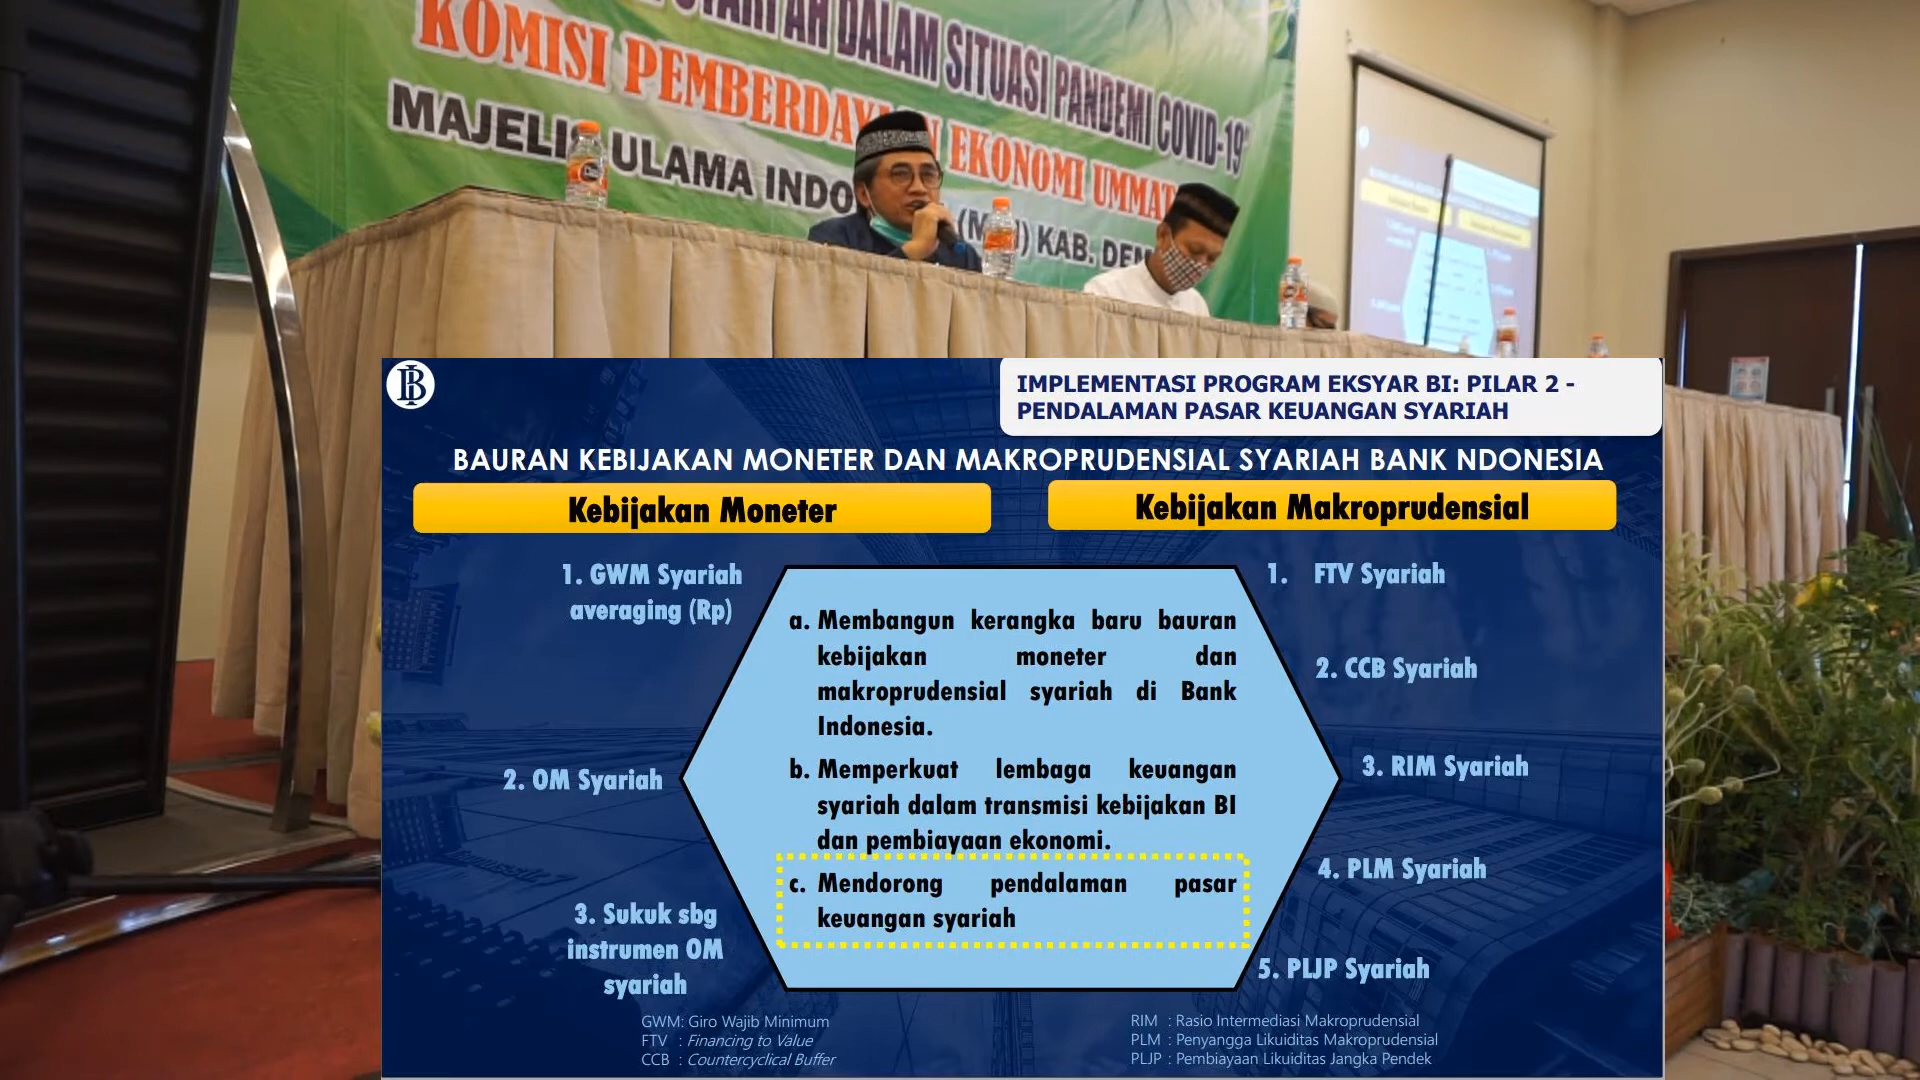 SYARI'AH DALAM SITUASI PANDEMI COVID-19"
KOMISI PEMBERDAYAAN EKONOMI UMMAT
MAJELIS ULAMA INDO (MUI) KAB. DEM
IMPLEMENTASI PROGRAM EKSYAR BI: PILAR 2 -
PENDALAMAN PASAR KEUANGAN SYARIAH
BAURAN KEBIJAKAN MONETER DAN MAKROPRUDENSIAL SYARIAH BANK NDONESIA
Kebijakan Moneter
1. GWM Syariah
averaging (Rp)
2. OM Syariah
3. Sukuk sbg
instrumen OM
syariah
a. Membangun kerangka baru bauran
kebijakan moneter dan
makroprudensial syariah di Bank
Indonesia.
b. Memperkuat lembaga keuangan
syariah dalam transmisi kebijakan BI
dan pembiayaan ekonomi.
c. Mendorong pendalaman pasar
keuangan syariah
Kebijakan Makroprudensial
1. FTV Syariah
2. CCB Syariah
3. RIM Syariah
4. PLM Syariah
5. PLJP Syariah
GWM: Giro Wajib Minimum
FTV : Financing to Value
CCB : Countercyclical Buffer
RIM : Rasio Intermediasi Makroprudensial
PLM : Penyangga Likuiditas Makroprudensial
PLJP : Pembiayaan Likuiditas Jangka Pendek